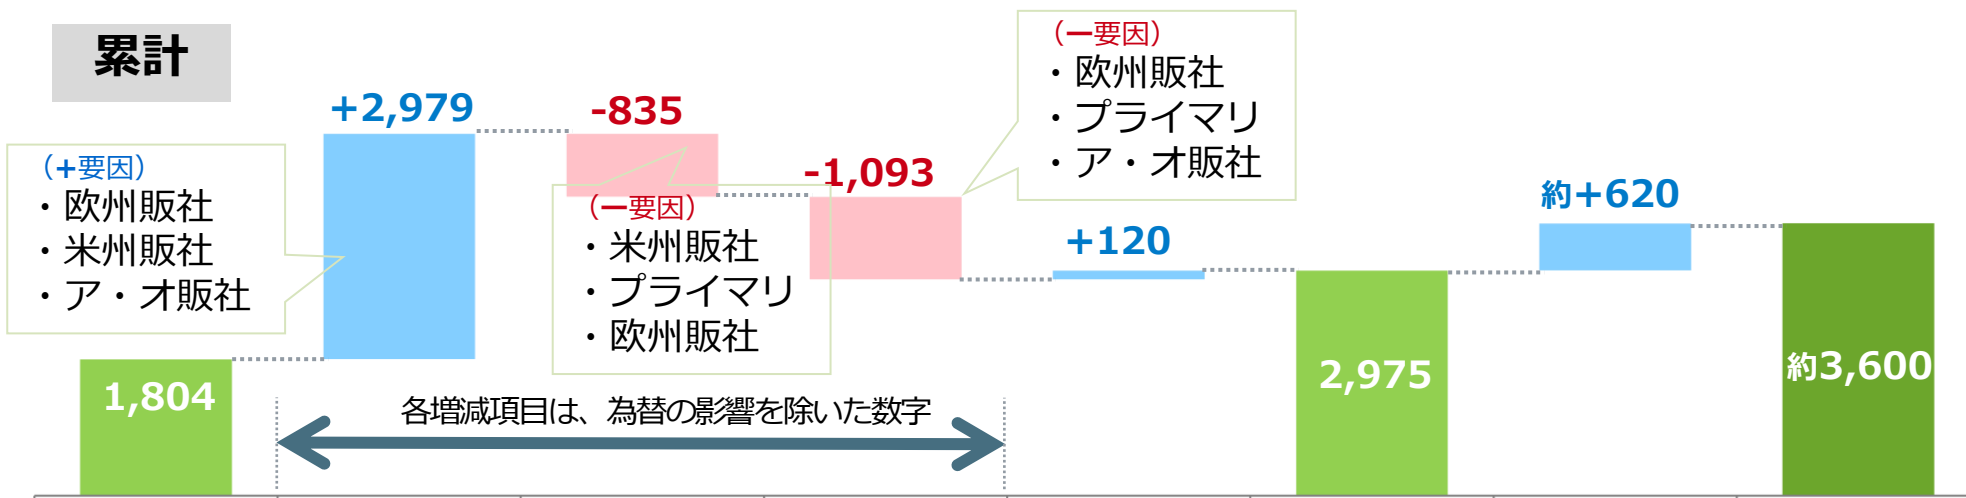 累計
+2,979
(+要因)
・欧州販社
・米州販社
・ア・オ販社
-835
(ー要因)
・米州販社
・プライマリ
・欧州販社
-1,093
(ー要因)
・欧州販社
・プライマリ
・ア・オ販社
+120
約+620
1,804
2,975
約3,600
各増減項目は、為替の影響を除いた数字